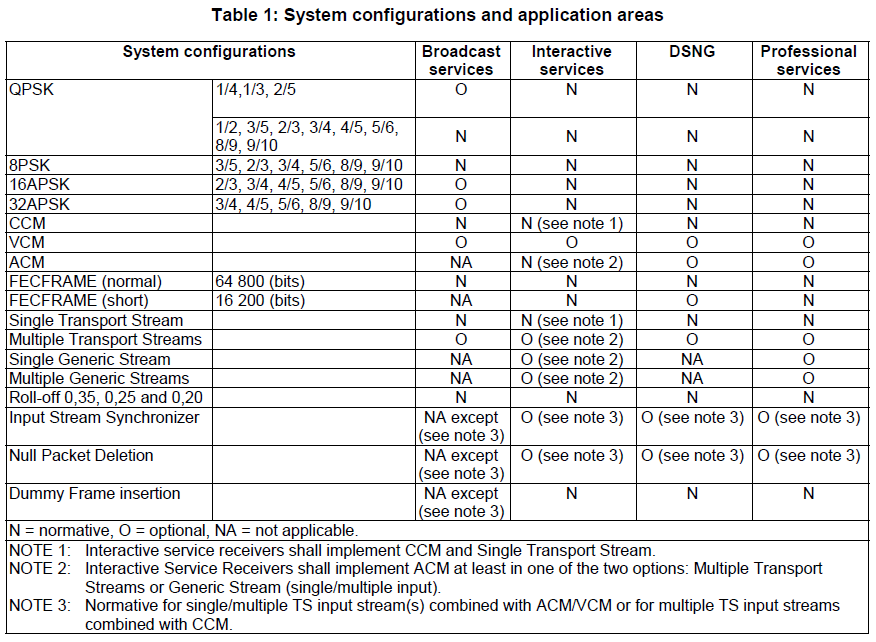 Table 1: System configurations and application areas
System configurations Broadcast services Interactive services DSNG Professional services
QPSK 1/4,1/3, 2/5 O N N N
1/2, 3/5, 2/3, 3/4, 4/5, 5/6, 8/9, 9/10 N N N N
8PSK 3/5, 2/3, 3/4, 5/6, 8/9, 9/10 N N N N
16APSK 2/3, 3/4, 4/5, 5/6, 8/9, 9/10 O N N N
32APSK 3/4, 4/5, 5/6, 8/9, 9/10 O N N N
CCM N N (see note 1) N N
VCM O O O O
ACM NA N (see note 2) O O
FECFRAME (normal) 64 800 (bits) N N N N
FECFRAME (short) 16 200 (bits) NA N O N
Single Transport Stream N N (see note 1) N N
Multiple Transport Streams O O (see note 2) O O
Single Generic Stream NA O (see note 2) NA O
Multiple Generic Streams NA O (see note 2) NA O
Roll-off 0,35, 0,25 and 0,20 N N N N
Input Stream Synchronizer NA except (see note 3) O (see note 3) O (see note 3) O (see note 3)
Null Packet Deletion NA except (see note 3) O (see note 3) O (see note 3) O (see note 3)
Dummy Frame insertion NA except (see note 3) N N N
N = normative, O = optional, NA = not applicable.
NOTE 1: Interactive service receivers shall implement CCM and Single Transport Stream.
NOTE 2: Interactive Service Receivers shall implement ACM at least in one of the two options: Multiple Transport
Streams or Generic Stream (single/multiple input).
NOTE 3: Normative for single/multiple TS input stream(s) combined with ACM/VCM or for multiple TS input streams
combined with CCM.